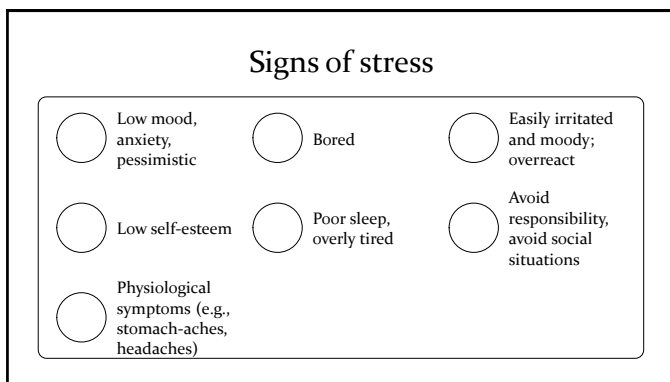 Signs of stress
Low mood,
anxiety,
pessimistic
Bored
Easily irritated
and moody;
overreact
Low self-esteem
Poor sleep,
overly tired
Avoid
responsibility,
avoid social
situations
Physiological
symptoms (e.g.,
stomach-aches,
headaches)